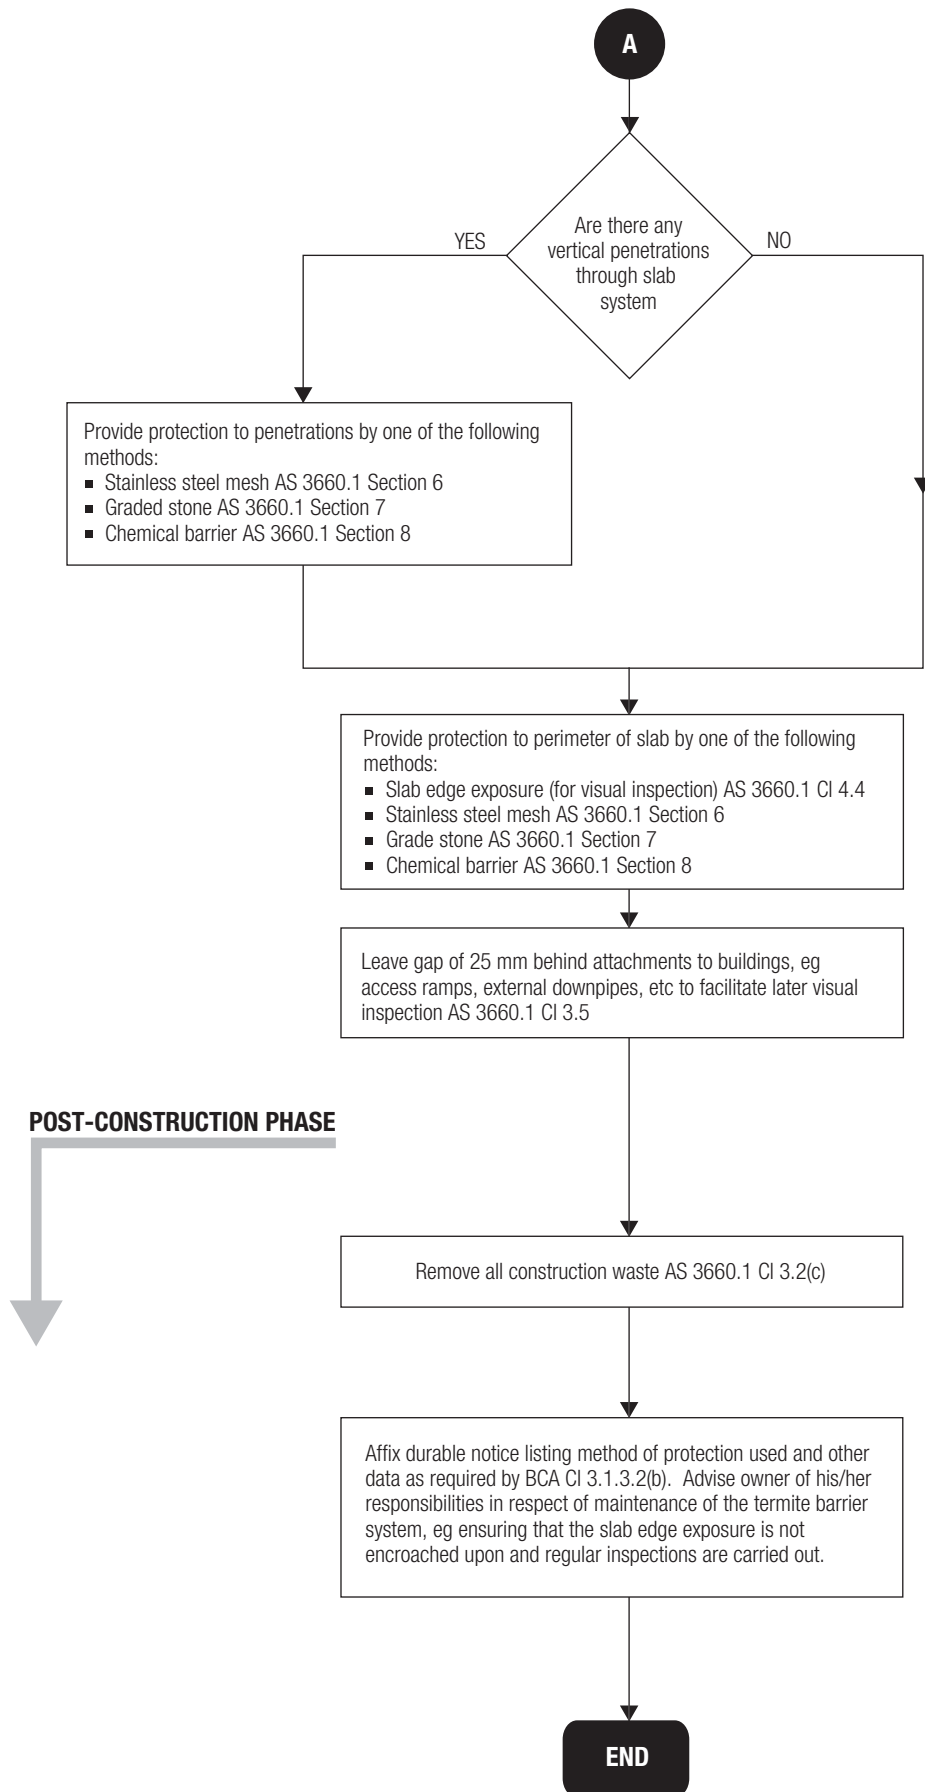 A
Are there any
vertical penetrations
through slab
system
YES
NO
Provide protection to penetrations by one of the following
methods:
▪ Stainless steel mesh AS 3660.1 Section 6
▪ Graded stone AS 3660.1 Section 7
▪ Chemical barrier AS 3660.1 Section 8
Provide protection to perimeter of slab by one of the following
methods:
▪ Slab edge exposure (for visual inspection) AS 3660.1 Cl 4.4
▪ Stainless steel mesh AS 3660.1 Section 6
▪ Grade stone AS 3660.1 Section 7
▪ Chemical barrier AS 3660.1 Section 8
Leave gap of 25 mm behind attachments to buildings, eg
access ramps, external downpipes, etc to facilitate later visual
inspection AS 3660.1 Cl 3.5
POST-CONSTRUCTION PHASE
Remove all construction waste AS 3660.1 Cl 3.2(c)
Affix durable notice listing method of protection used and other
data as required by BCA Cl 3.1.3.2(b).  Advise owner of his/her
responsibilities in respect of maintenance of the termite barrier
system, eg ensuring that the slab edge exposure is not
encroached upon and regular inspections are carried out.
END